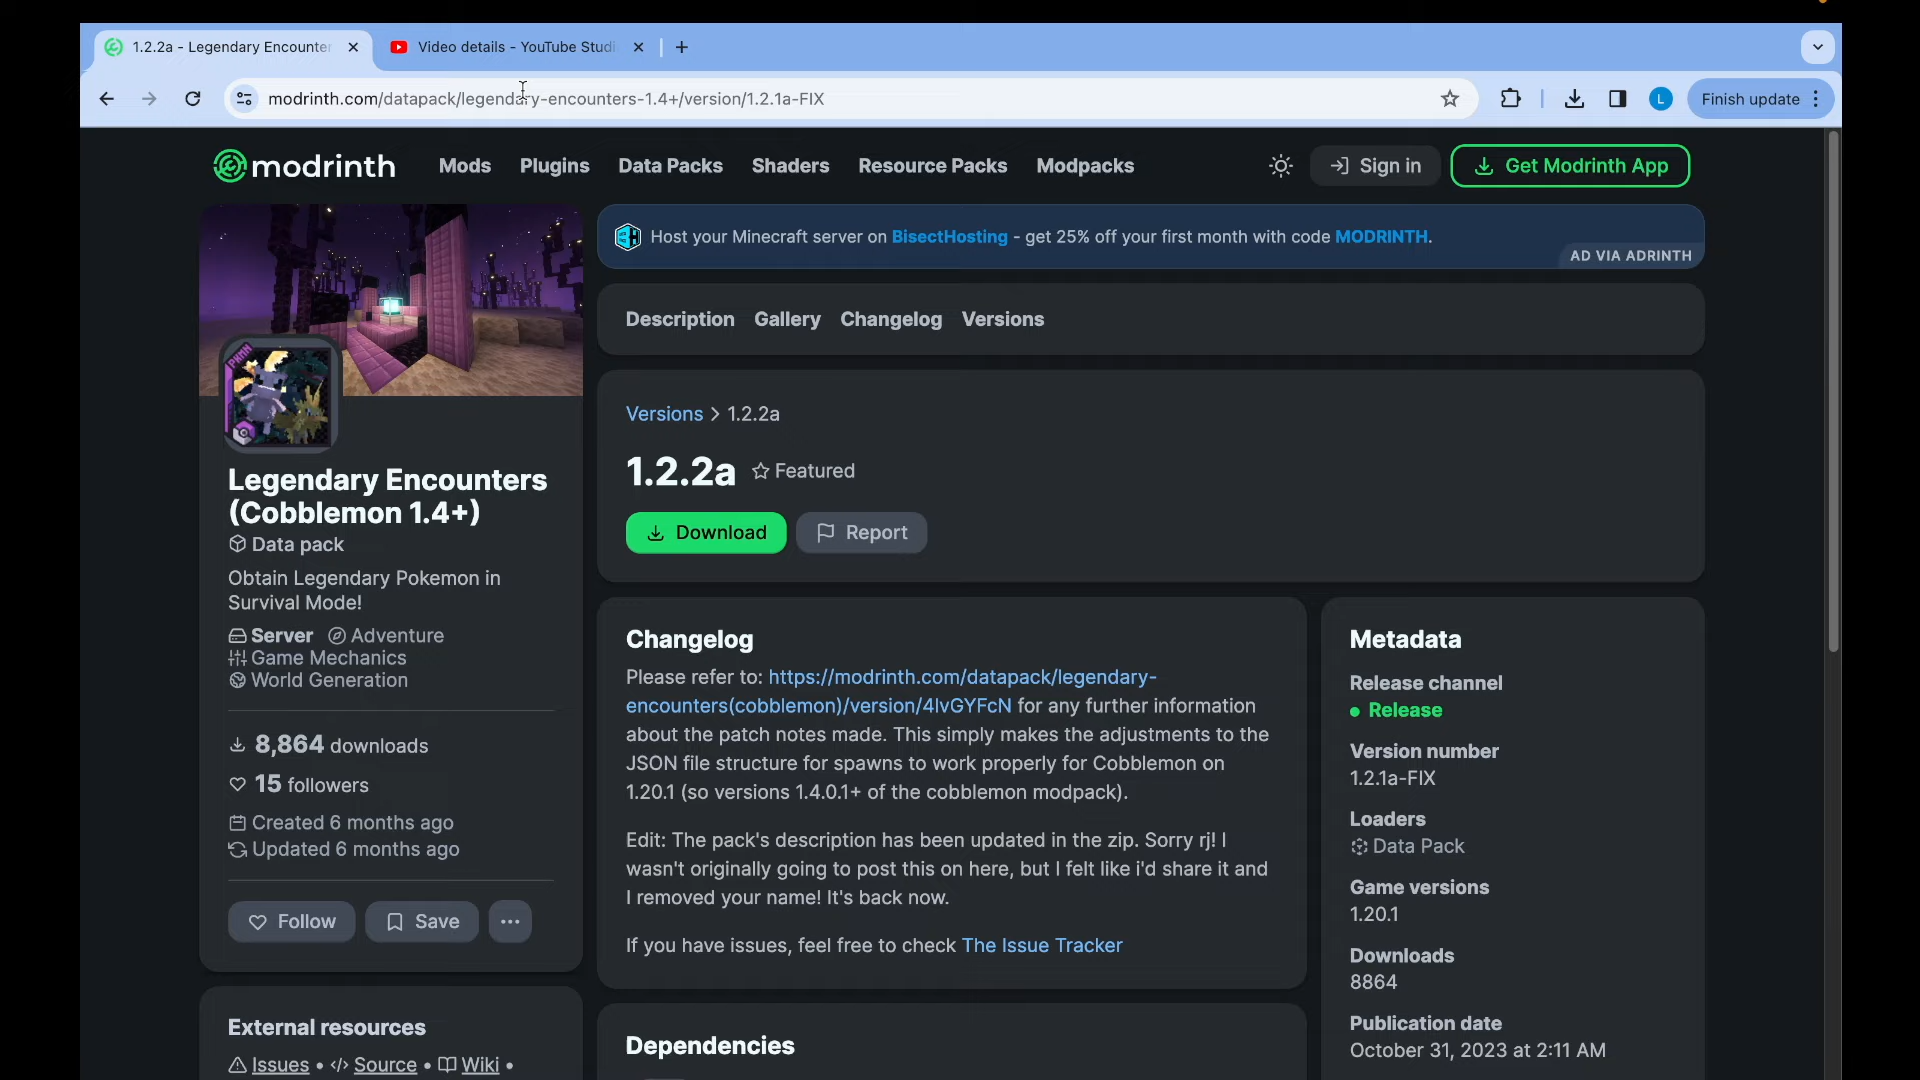 1.2.2a - Legendary Encounter
Video details - YouTube Studi
modrinth.com/datapack/legendary-encounters-1.4+/version/1.2.1a-FIX
L
Finish update
modrinth
Mods
Plugins
Data Packs
Shaders
Resource Packs
Modpacks
Sign in
Get Modrinth App
Host your Minecraft server on BisectHosting - get 25% off your first month with code MODRINTH.
AD VIA ADRINTH
Description
Gallery
Changelog
Versions
PKMN
Legendary Encounters
(Cobblemon 1.4+)
Data pack
Obtain Legendary Pokemon in
Survival Mode!
Server Adventure
Game Mechanics
World Generation
8,864 downloads
15 followers
Created 6 months ago
Updated 6 months ago
Follow
Save
External resources
Issues • Source • Wiki •
Versions > 1.2.2a
1.2.2a Featured
Download
Report
Changelog
Please refer to: https://modrinth.com/datapack/legendary-
encounters(cobblemon)/version/4IvGYFcN for any further information
about the patch notes made. This simply makes the adjustments to the
JSON file structure for spawns to work properly for Cobblemon on
1.20.1 (so versions 1.4.0.1+ of the cobblemon modpack).
Edit: The pack's description has been updated in the zip. Sorry rj! I
wasn't originally going to post this on here, but I felt like i'd share it and
I removed your name! It's back now.
If you have issues, feel free to check The Issue Tracker
Dependencies
Metadata
Release channel
Release
Version number
1.2.1a-FIX
Loaders
Data Pack
Game versions
1.20.1
Downloads
8864
Publication date
October 31, 2023 at 2:11 AM